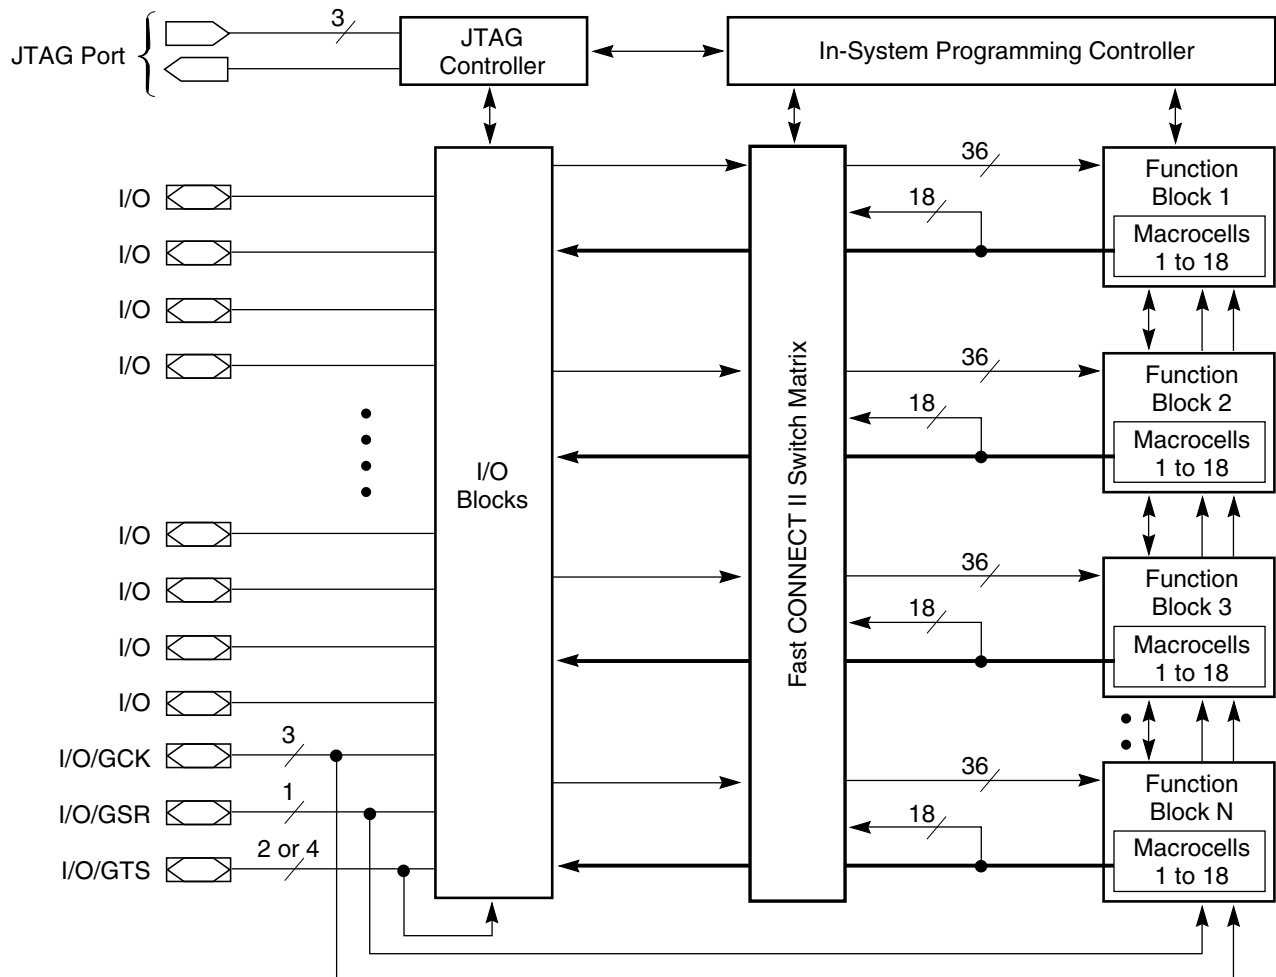 3
JTAG Port
JTAG
Controller
In-System Programming Controller
I/O
I/O
I/O
I/O
I/O
I/O
I/O
I/O
I/O/GCK
3
I/O/GSR
1
I/O/GTS
2 or 4
I/O
Blocks
Fast CONNECT II Switch Matrix
36
18
Function
Block 1
Macrocells
1 to 18
36
18
Function
Block 2
Macrocells
1 to 18
36
18
Function
Block 3
Macrocells
1 to 18
36
18
Function
Block N
Macrocells
1 to 18